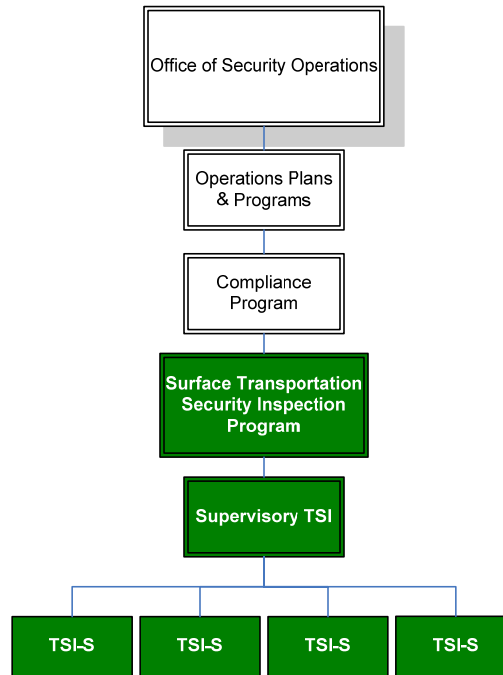 Office of Security Operations
Operations Plans
& Programs
Compliance
Program
Surface Transportation
Security Inspection
Program
Supervisory TSI
TSI-S
TSI-S
TSI-S
TSI-S